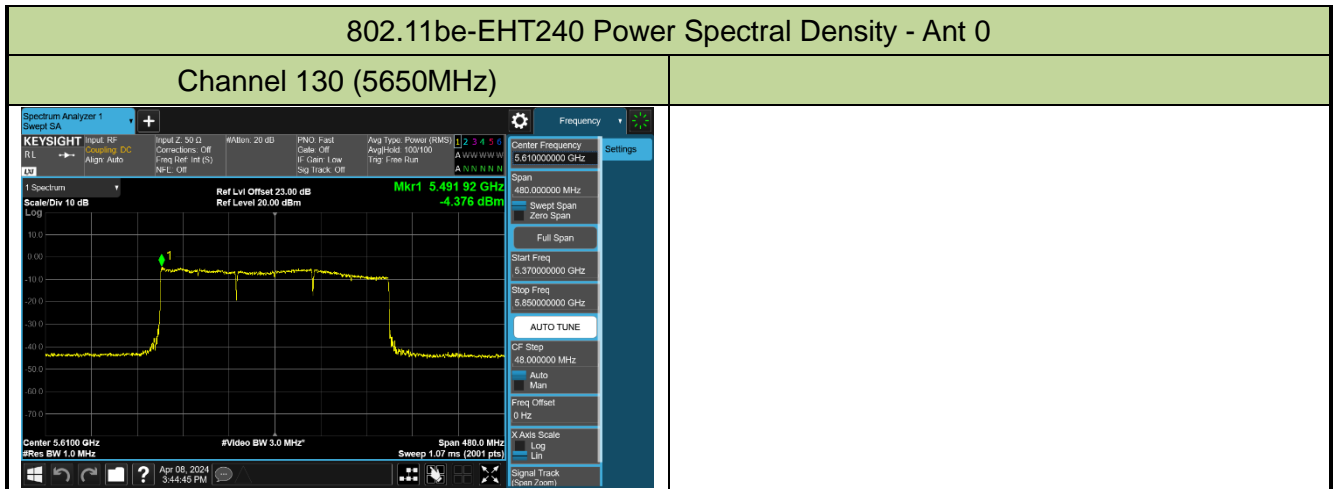 802.11be-EHT240 Power Spectral Density - Ant 0
Channel 130 (5650MHz)
Spectrum Analyzer 1
Swept SA
+
Frequency
KEYSIGHT
RL
LXI
Input: RF
Coupling: DC
Align: Auto
Input Z: 50 Ω
Corrections: Off
Freq Ref: Int (S)
NFE: Off
#Atten: 20 dB
PNO: Fast
Gate: Off
IF Gain: Low
Sig Track: Off
Avg Type: Power (RMS)
Avg|Hold: 100/100
Trig: Free Run
1 2 3 4 5 6
A WW WW W
A N N N N N
1 Spectrum
Scale/Div 10 dB
Log
Ref Lvl Offset 23.00 dB
Ref Level 20.00 dBm
Mkr1 5.491 92 GHz
-4.376 dBm
10.0
0.00
-10.0
-20.0
-30.0
-40.0
-50.0
-60.0
-70.0
1
Center 5.6100 GHz
#Res BW 1.0 MHz
#Video BW 3.0 MHz*
Span 480.0 MHz
Sweep 1.07 ms (2001 pts)
Center Frequency
5.610000000 GHz
Settings
Span
480.000000 MHz
Swept Span
Zero Span
Full Span
Start Freq
5.370000000 GHz
Stop Freq
5.850000000 GHz
AUTO TUNE
CF Step
48.000000 MHz
Auto
Man
Freq Offset
0 Hz
X Axis Scale
Log
Lin
Signal Track
(Span Zoom)
?
Apr 08, 2024
3:44:45 PM